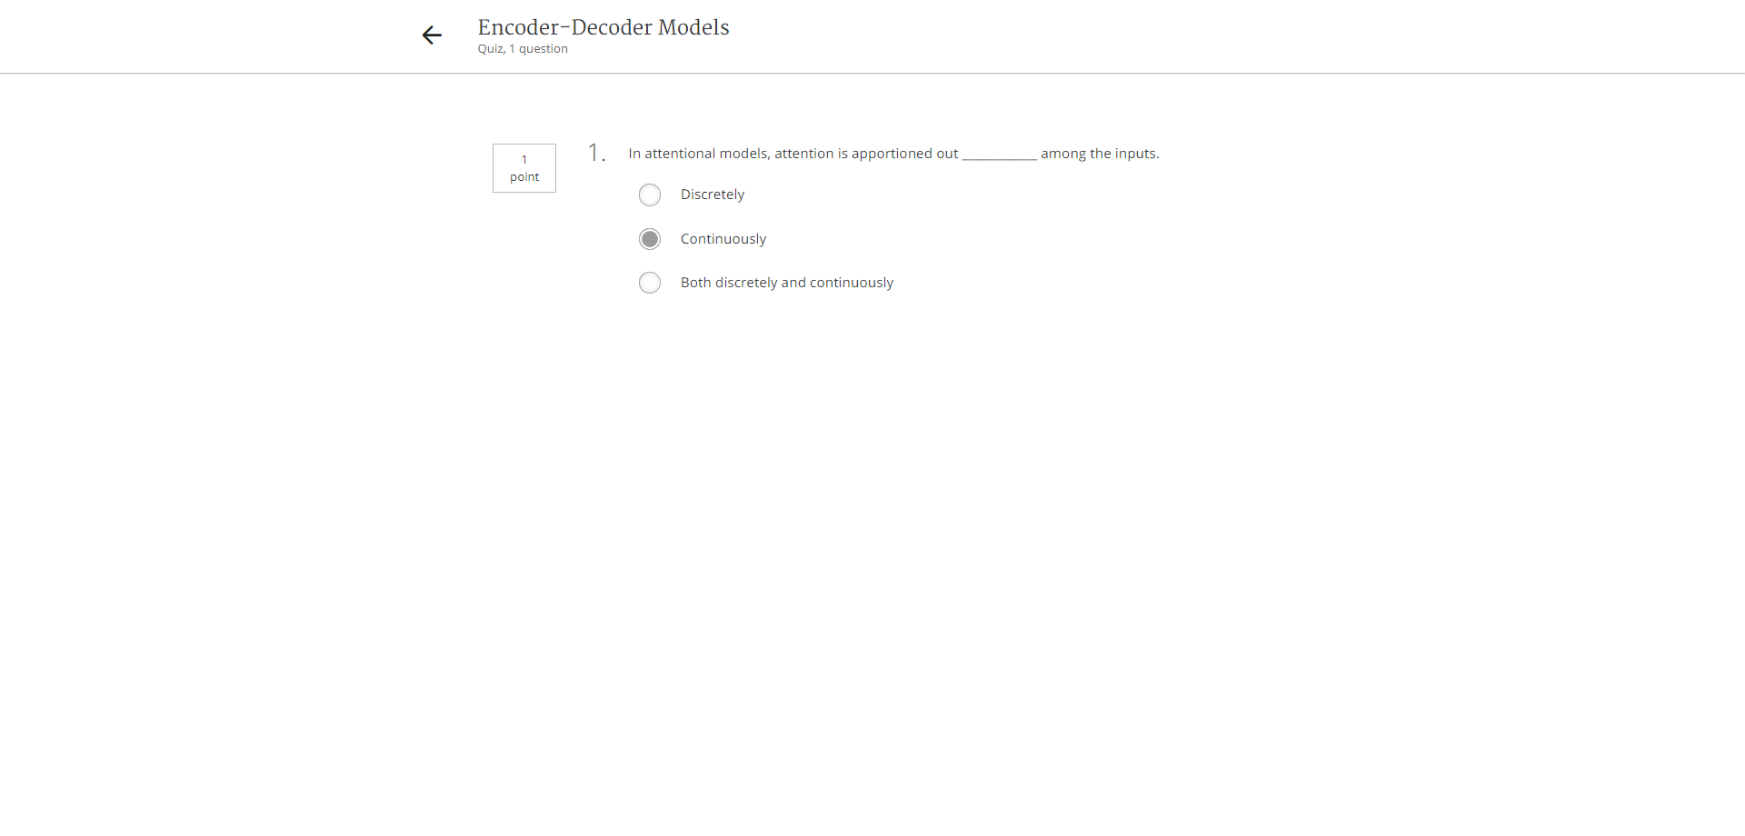 Encoder-Decoder Models
Quiz, 1 question
1
point
1. In attentional models, attention is apportioned out __________ among the inputs.
Discretely
Continuously
Both discretely and continuously